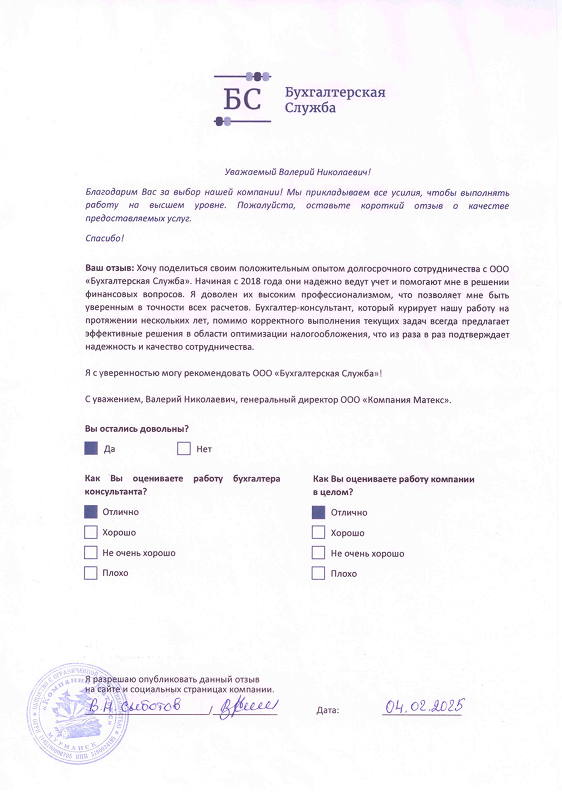 БС
Бухгалтерская
Служба
Уважаемый Валерий Николаевич!
Благодарим Вас за выбор нашей компании! Мы прикладываем все усилия, чтобы выполнять
работу на высшем уровне. Пожалуйста, оставьте короткий отзыв о качестве
предоставляемых услуг.
Спасибо!
Ваш отзыв: Хочу поделиться своим положительным опытом долгосрочного сотрудничества с ООО
«Бухгалтерская Служба». Начиная с 2018 года они надежно ведут учет и помогают мне в решении
финансовых вопросов. Я доволен их высоким профессионализмом, что позволяет мне быть
уверенным в точности всех расчетов. Бухгалтер-консультант, который курирует нашу работу на
протяжении нескольких лет, помимо корректного выполнения текущих задач всегда предлагает
эффективные решения в области оптимизации налогообложения, что из раза в раз подтверждает
надежность и качество сотрудничества.
Я с уверенностью могу рекомендовать ООО «Бухгалтерская Служба»!
С уважением, Валерий Николаевич, генеральный директор ООО «Компания Матекс».
Вы остались довольны?
Да Нет
Как Вы оцениваете работу бухгалтера
консультанта?
Отлично
Хорошо
Не очень хорошо
Плохо
Как Вы оцениваете работу компании
в целом?
Отлично
Хорошо
Не очень хорошо
Плохо
Я разрешаю опубликовать данный отзыв
на сайте и социальных страницах компании.
В.Н. Субботов
Дата: 04.02.2025
МУРМАНСК